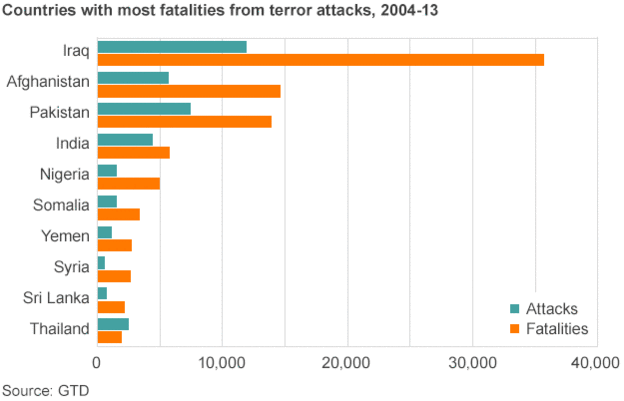 Countries with most fatalities from terror attacks, 2004-13
Iraq
Afghanistan
Pakistan
India
Nigeria
Somalia
Yemen
Syria
Sri Lanka
Thailand
Attacks
Fatalities
0 10,000 20,000 30,000 40,000
Source: GTD